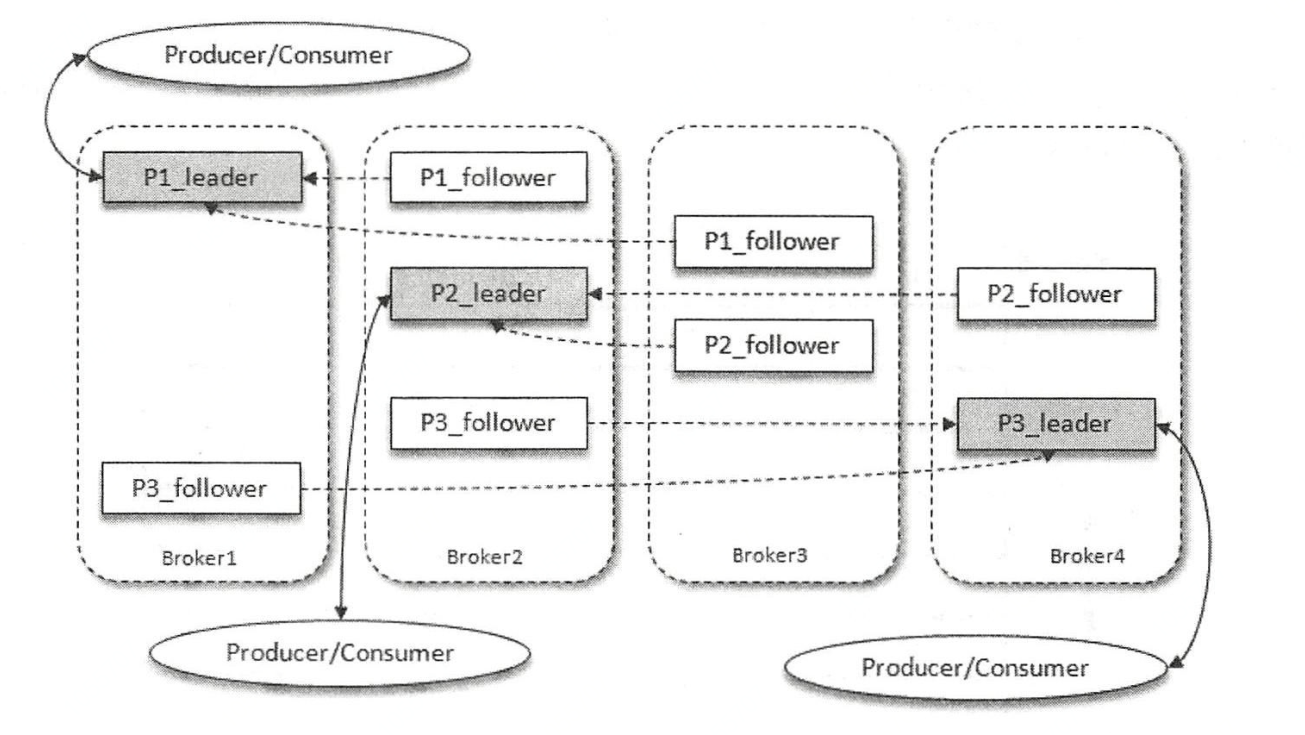 Producer/Consumer
P1_leader
P1_follower
P1_follower
P2_leader
P2_follower
P2_follower
P3_follower
P3_leader
P3_follower
Broker1
Broker2
Broker3
Broker4
Producer/Consumer
Producer/Consumer